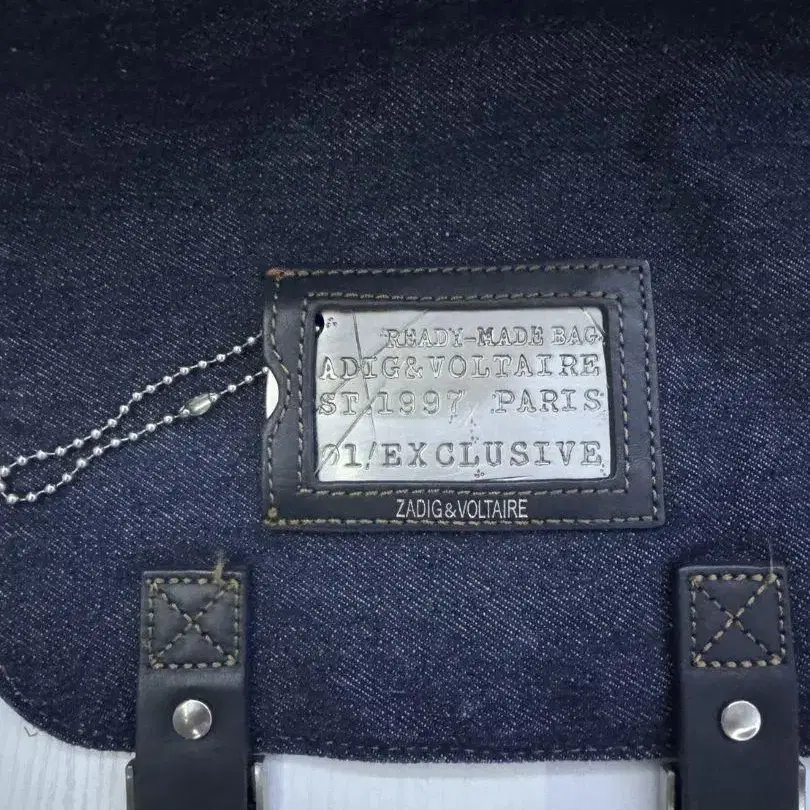 READY-MADE BAG
ADIG&VOLTAIRE
ST.1997 PARIS
01/EXCLUSIVE
ZADIG&VOLTAIRE